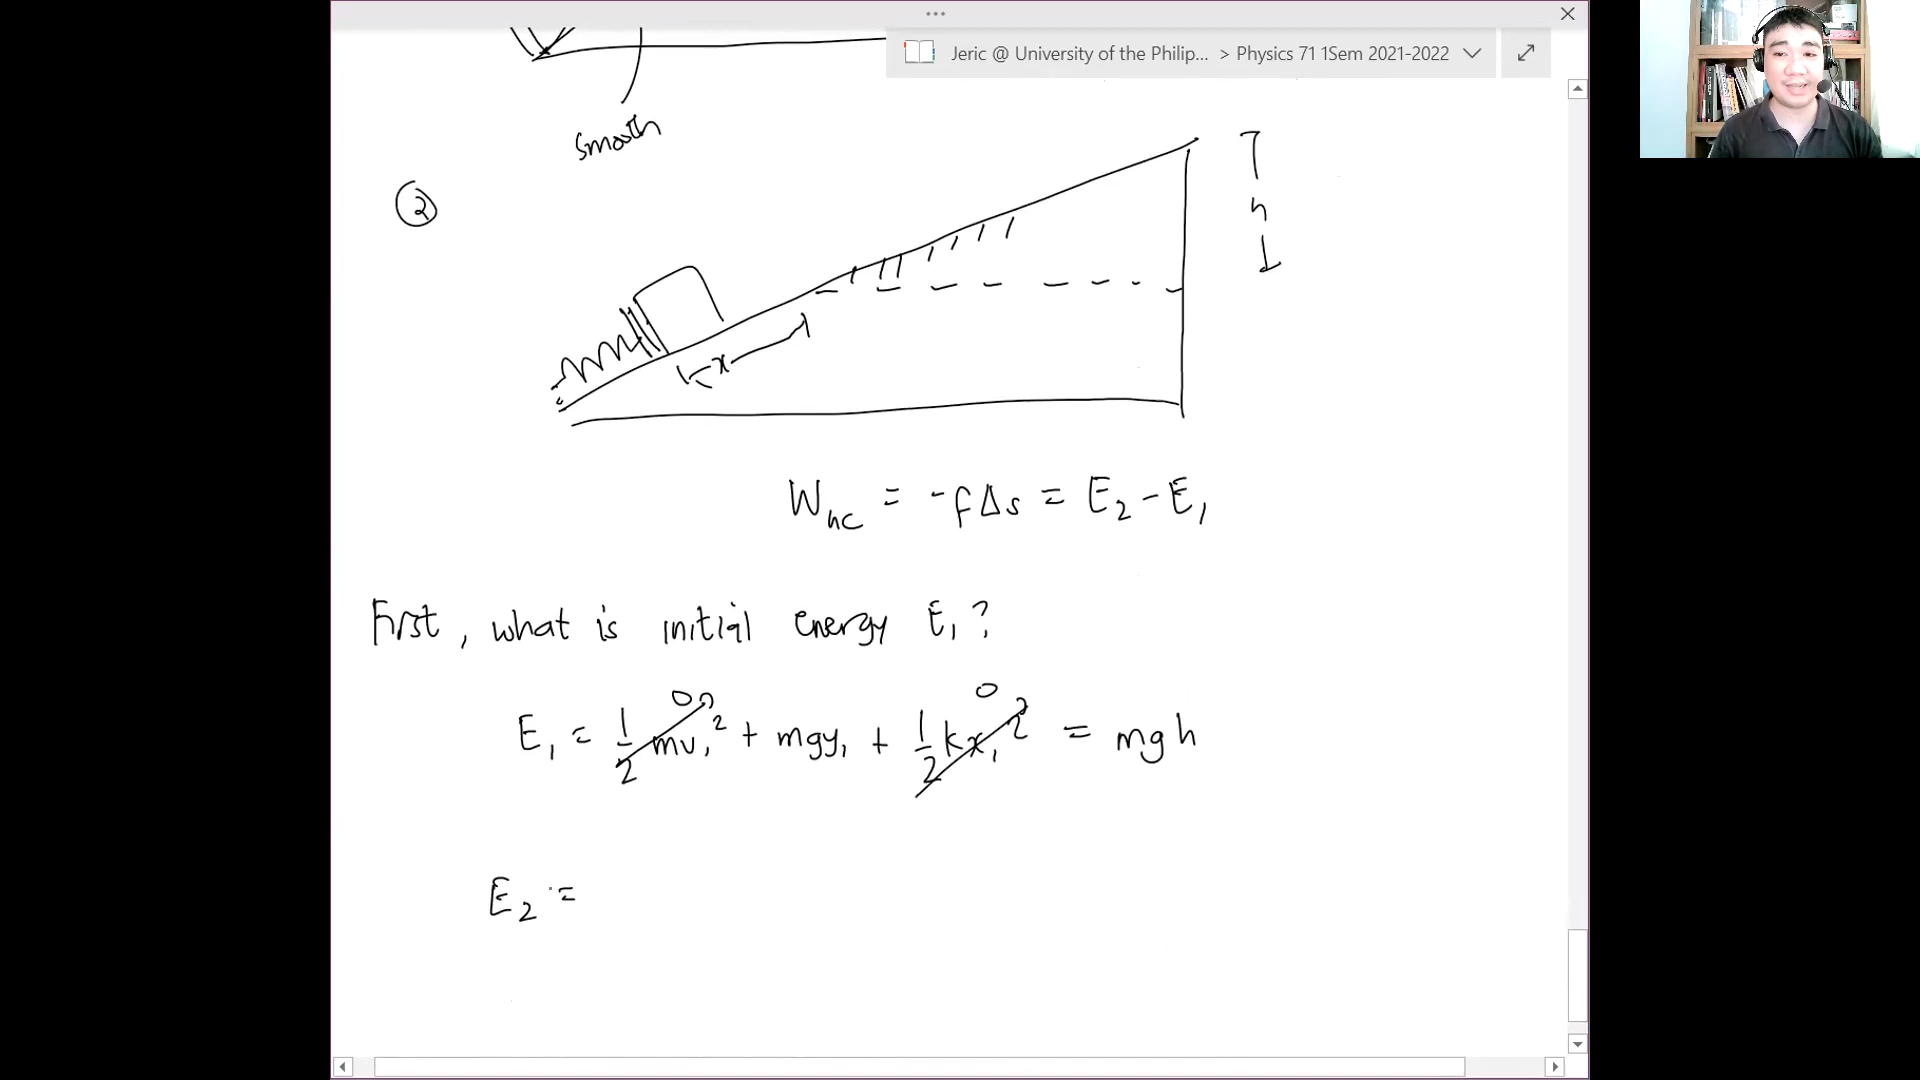 Jeric @ University of the Philip... > Physics 71 1Sem 2021-2022
smooth
②
h
x
W_nc = -fΔs = E_2 - E_1
First, what is initial energy E_1?
0 0
E_1 = 1/2 mv_1^2 + mgy_1 + 1/2 kx_1^2 = mgh
E_2 =